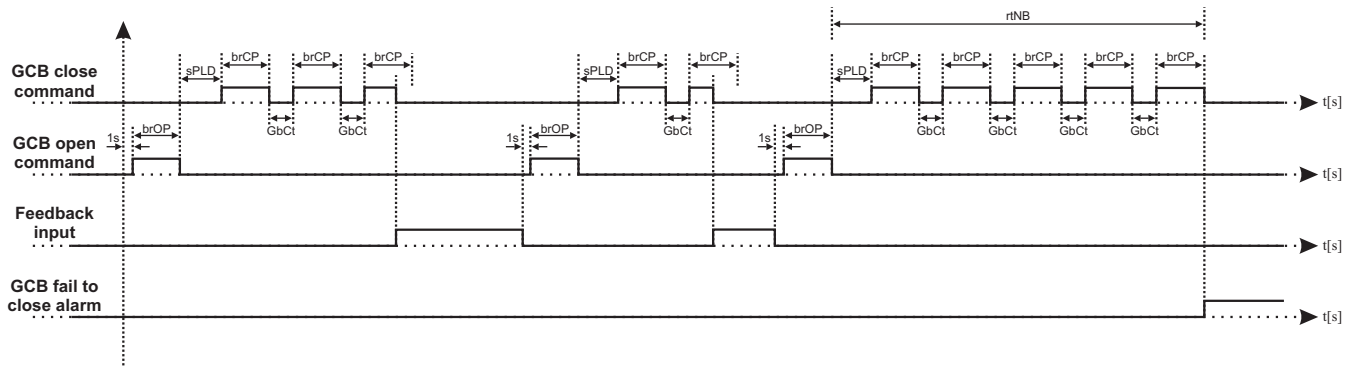 rtNB
brCP brCP brCP brCP brCP brCP brCP brCP brCP brCP
sPLD sPLD sPLD
GCB close
command
t[s]
GbCt GbCt GbCt GbCt GbCt GbCt GbCt
1s brOP 1s brOP 1s brOP
GCB open
command
t[s]
Feedback
input
t[s]
GCB fail to
close alarm
t[s]